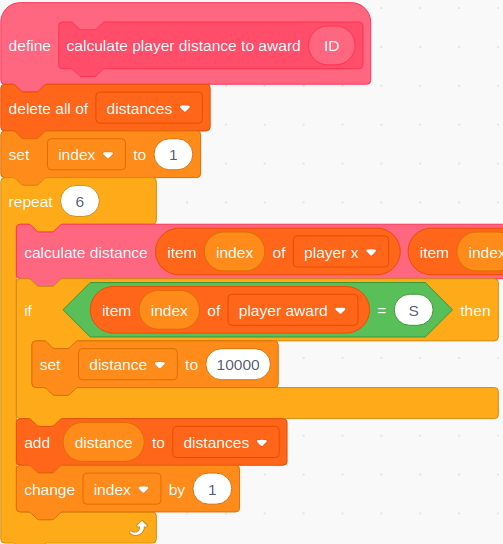 define calculate player distance to award ID
delete all of distances
set index to 1
repeat 6
calculate distance item index of player x item index
if item index of player award = S then
set distance to 10000
add distance to distances
change index by 1